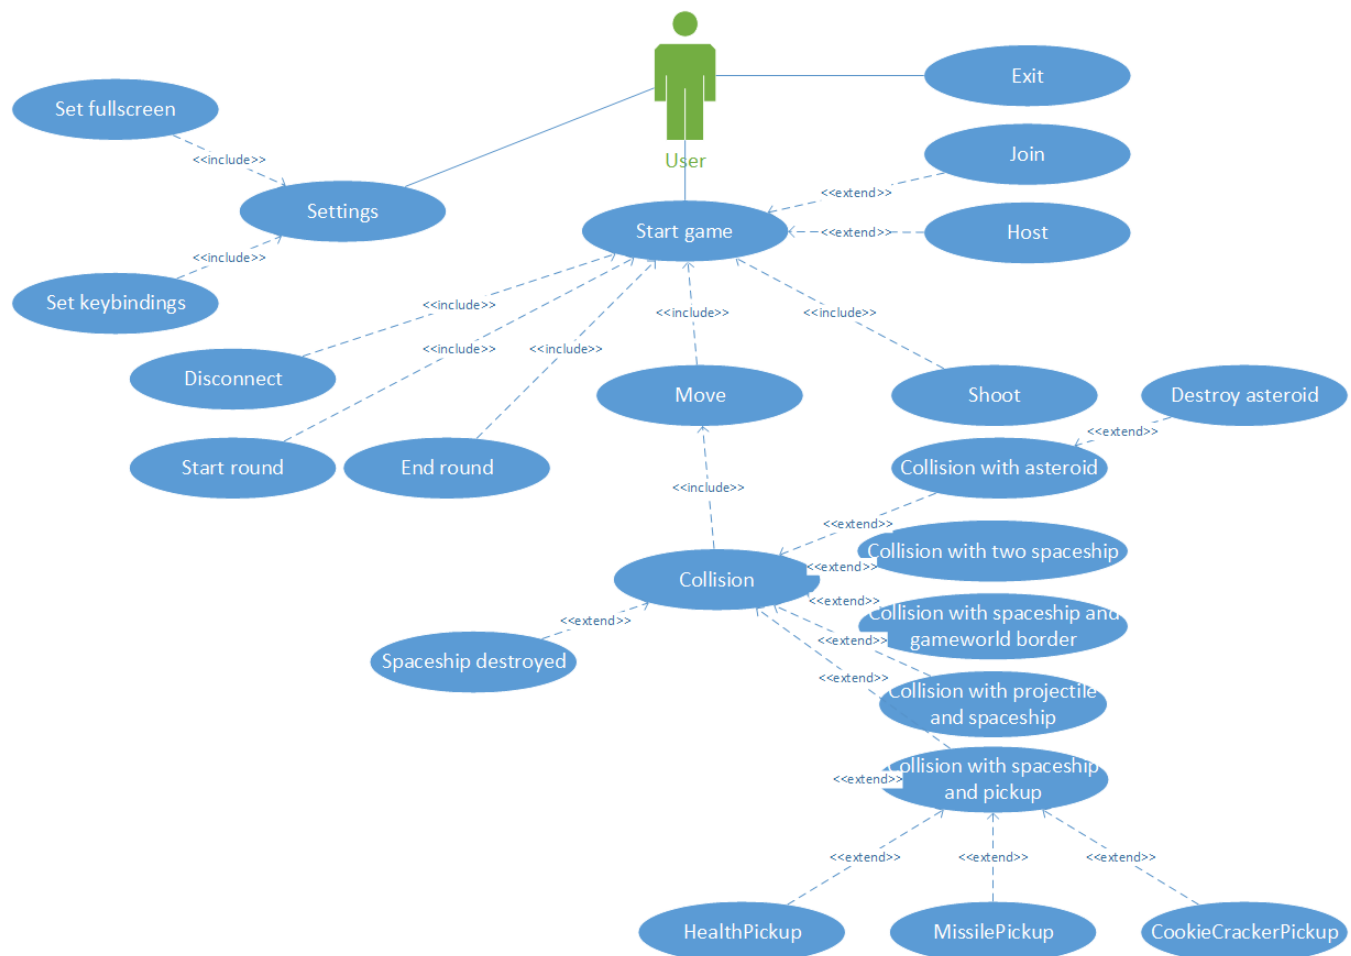 Exit
Set fullscreen
<<include>>
User
Join
<<extend>>
Settings
Start game
<<extend>>
Host
<<include>>
Set keybindings
<<include>>
<<include>>
<<include>>
<<include>>
<<include>>
Disconnect
Move
Shoot
Destroy asteroid
<<extend>>
Start round
End round
Collision with asteroid
<<include>>
<<extend>>
Collision with two spaceship
<<extend>>
Collision
<<extend>>
Collision with spaceship and
gameworld border
<<extend>>
<<extend>>
Spaceship destroyed
<<extend>>
Collision with projectile
and spaceship
Collision with spaceship
and pickup
<<extend>>
<<extend>>
<<extend>>
<<extend>>
HealthPickup
MissilePickup
CookieCrackerPickup